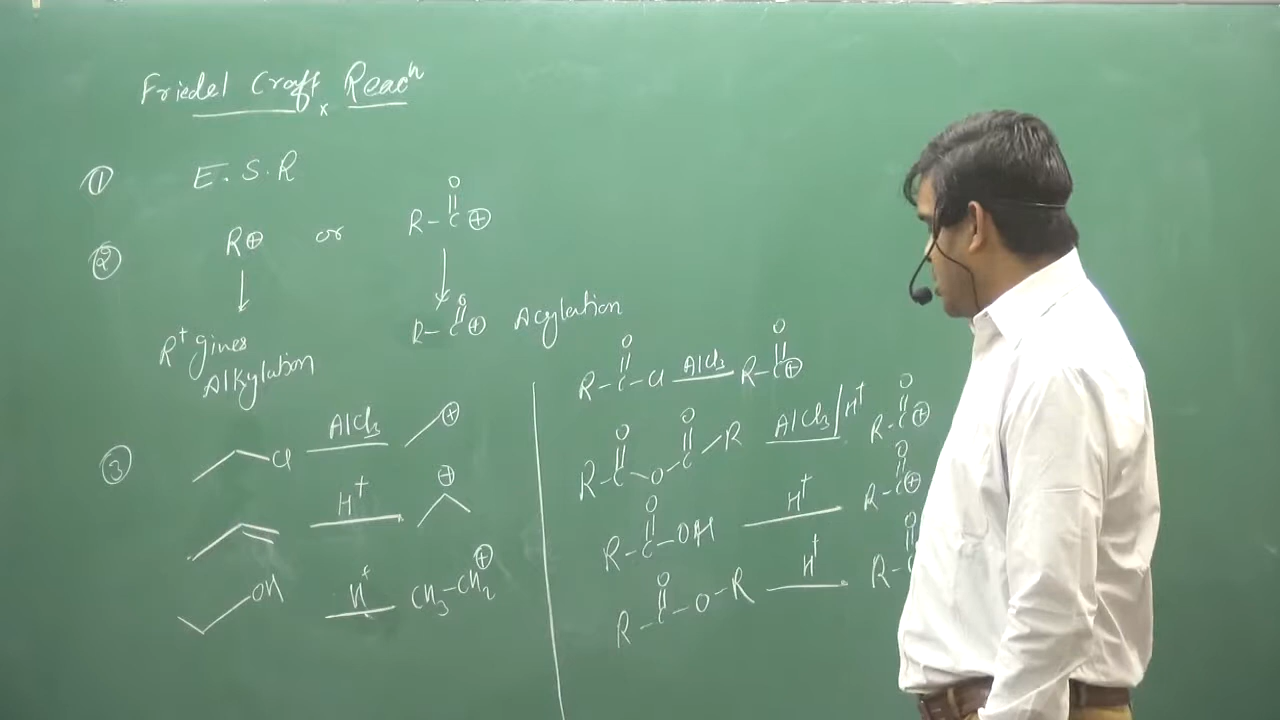 Friedel Craft Reacn
x
① E.S.R
② R⊕ or R-C(=O)⊕
R+ gives Alkylation
R-C(=O)⊕ Acylation
③ Cl AlCl3 ⊕
H+ ⊕
OH H+ CH3-CH2⊕
R-C(=O)-Cl AlCl3 R-C(=O)⊕
R-C(=O)-O-C(=O)-R AlCl3/H+ R-C(=O)⊕
R-C(=O)-OH H+ R-C(=O)⊕
R-C(=O)-O-R H+ R-C(=O)